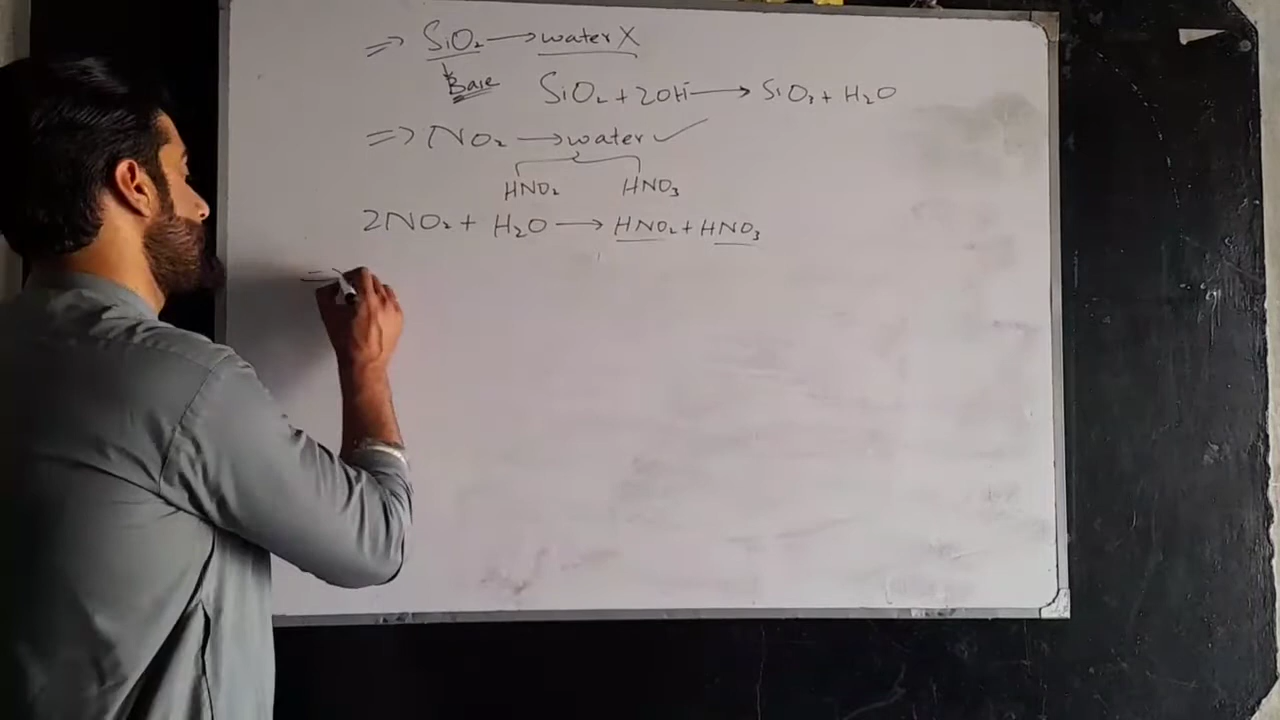 => SiO₂ → water X
Base SiO₂ + 2OH⁻ → SiO₃ + H₂O
=> NO₂ → water ✓
HNO₂ HNO₃
2NO₂ + H₂O → HNO₂ + HNO₃
=>